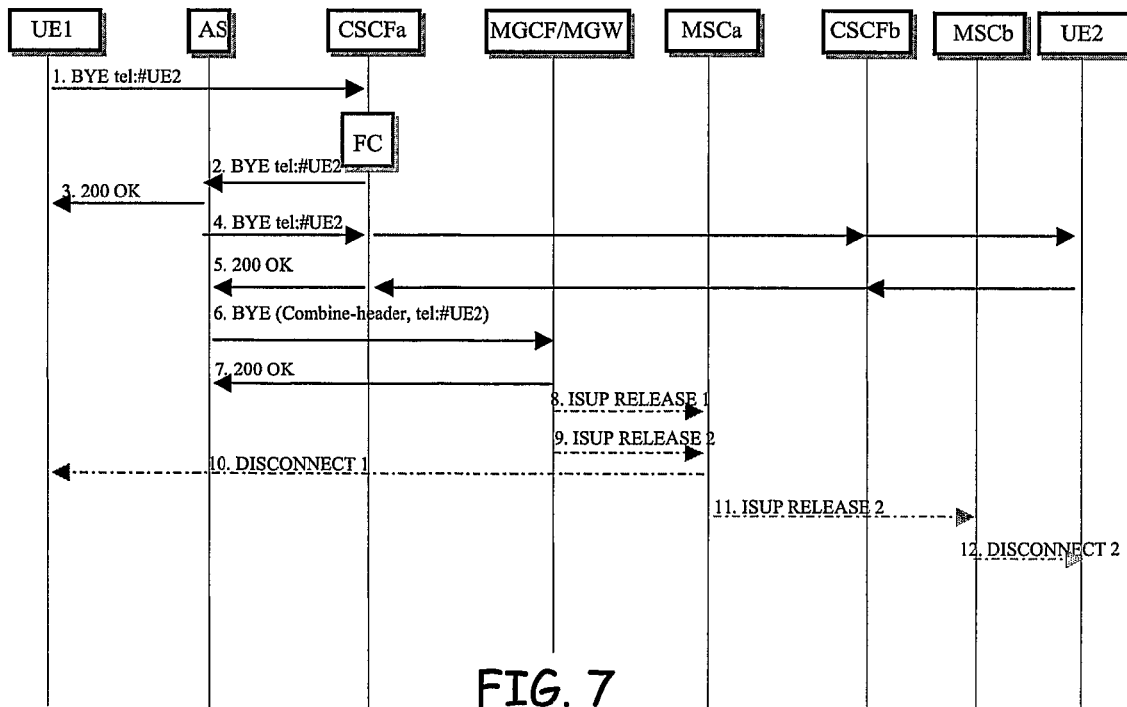 UE1 AS CSCFa MGCF/MGW MSCa CSCFb MSCb UE2
1. BYE tel:#UE2
FC
2. BYE tel:#UE2
3. 200 OK
4. BYE tel:#UE2
5. 200 OK
6. BYE (Combine-header, tel:#UE2)
7. 200 OK
8. ISUP RELEASE 1
9. ISUP RELEASE 2
10. DISCONNECT 1
11. ISUP RELEASE 2
12. DISCONNECT 2
FIG. 7